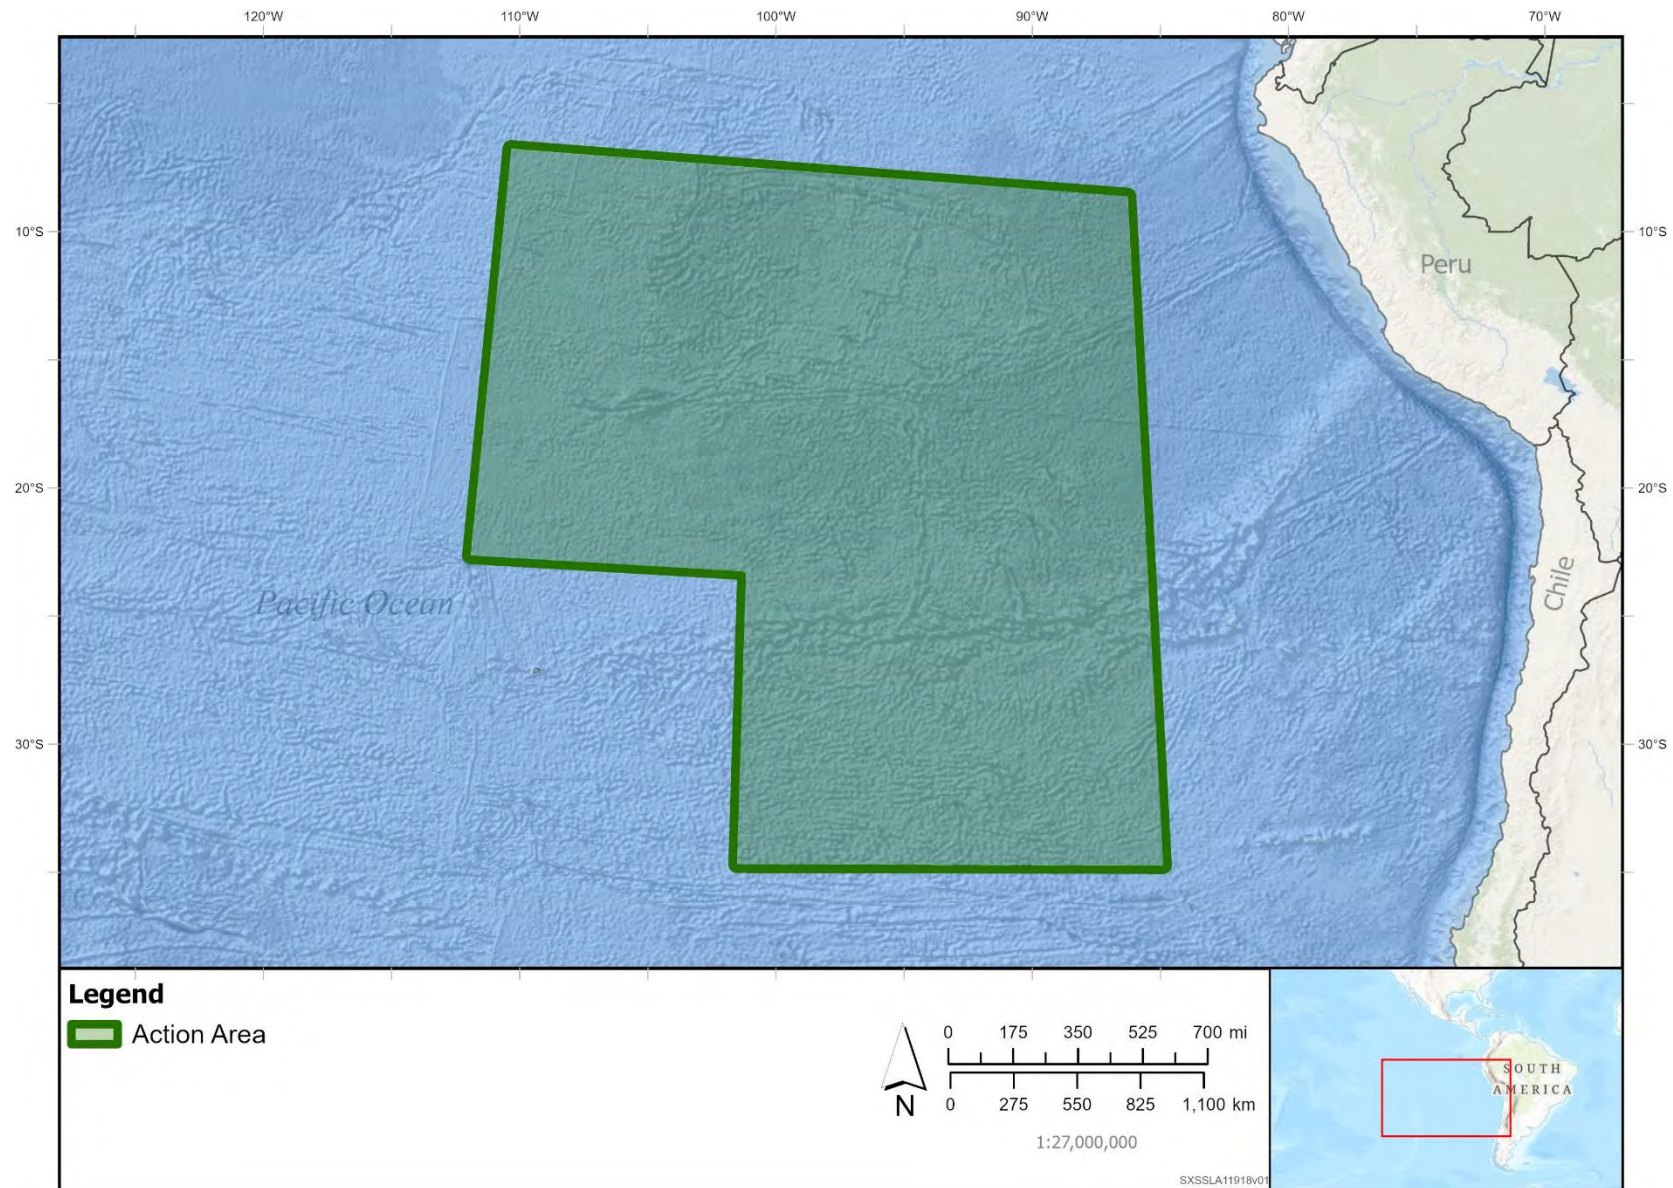 120°W 110°W 100°W 90°W 80°W 70°W
10°S 10°S
Peru
20°S 20°S
Chile
Pacific Ocean
30°S 30°S
Legend
Action Area
N
0 175 350 525 700 mi
0 275 550 825 1,100 km
1:27,000,000
SXSSLA11918v01
SOUTH
AMERICA